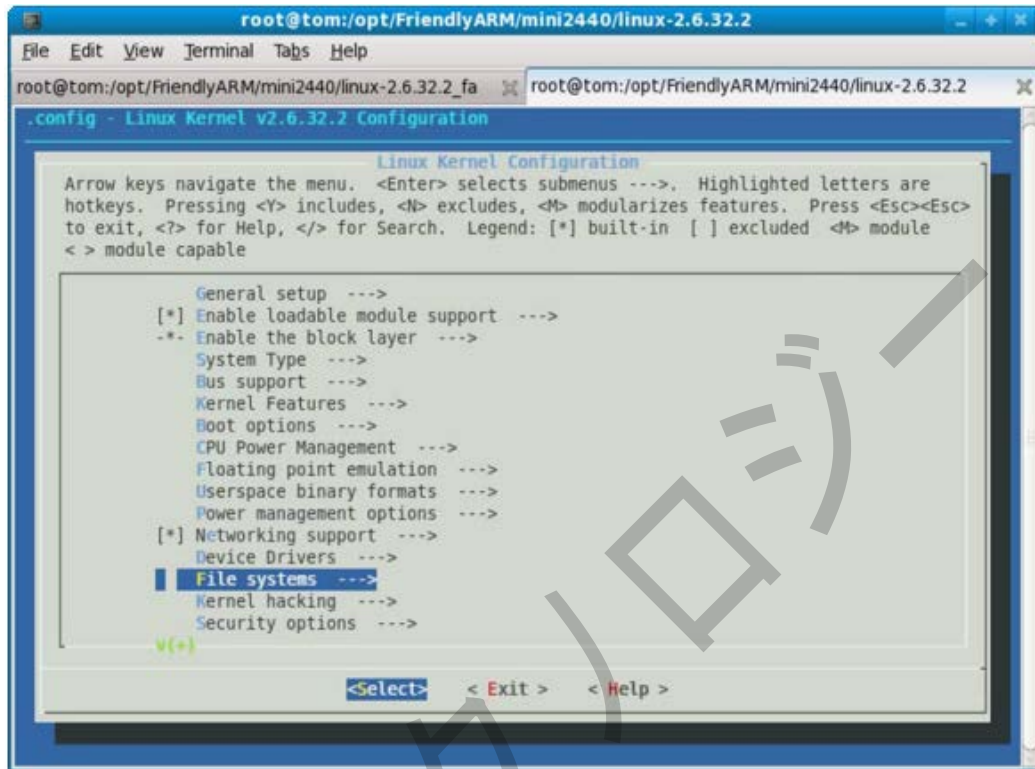 root@tom:/opt/FriendlyARM/mini2440/linux-2.6.32.2
File Edit View Terminal Tabs Help
root@tom:/opt/FriendlyARM/mini2440/linux-2.6.32.2_fa root@tom:/opt/FriendlyARM/mini2440/linux-2.6.32.2
.config - Linux Kernel v2.6.32.2 Configuration
Linux Kernel Configuration
Arrow keys navigate the menu. <Enter> selects submenus --->. Highlighted letters are
hotkeys. Pressing <Y> includes, <N> excludes, <M> modularizes features. Press <Esc><Esc>
to exit, <?> for Help, </> for Search. Legend: [*] built-in [ ] excluded <M> module
< > module capable
General setup --->
[*] Enable loadable module support --->
-*- Enable the block layer --->
System Type --->
Bus support --->
Kernel Features --->
Boot options --->
CPU Power Management --->
Floating point emulation --->
Userspace binary formats --->
Power management options --->
[*] Networking support --->
Device Drivers --->
File systems --->
Kernel hacking --->
Security options --->
v(+)
<Select> < Exit > < Help >
クノロジー